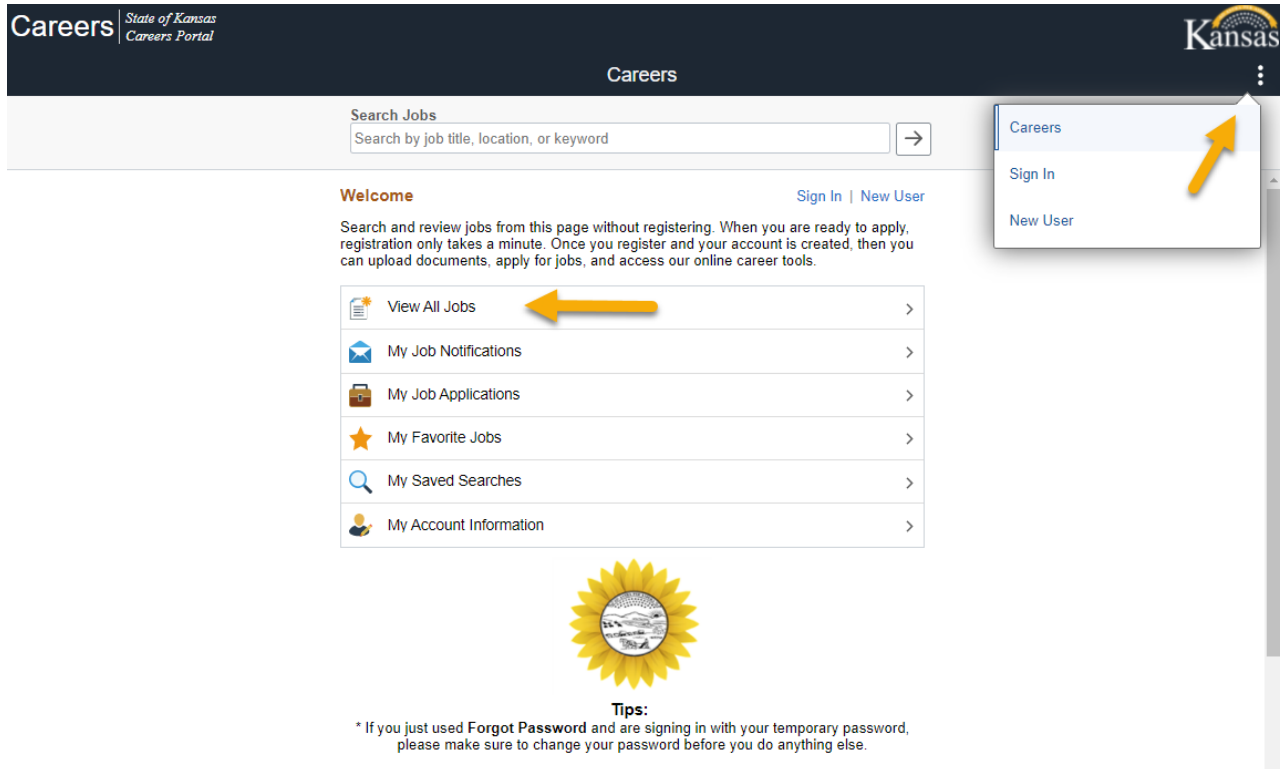 Careers State of Kansas
Careers Portal
Kansas
Careers
Search Jobs
Search by job title, location, or keyword
Careers
Sign In
New User
Welcome
Sign In | New User
Search and review jobs from this page without registering. When you are ready to apply,
registration only takes a minute. Once you register and your account is created, then you
can upload documents, apply for jobs, and access our online career tools.
View All Jobs
My Job Notifications
My Job Applications
My Favorite Jobs
My Saved Searches
My Account Information
Tips:
* If you just used Forgot Password and are signing in with your temporary password,
please make sure to change your password before you do anything else.